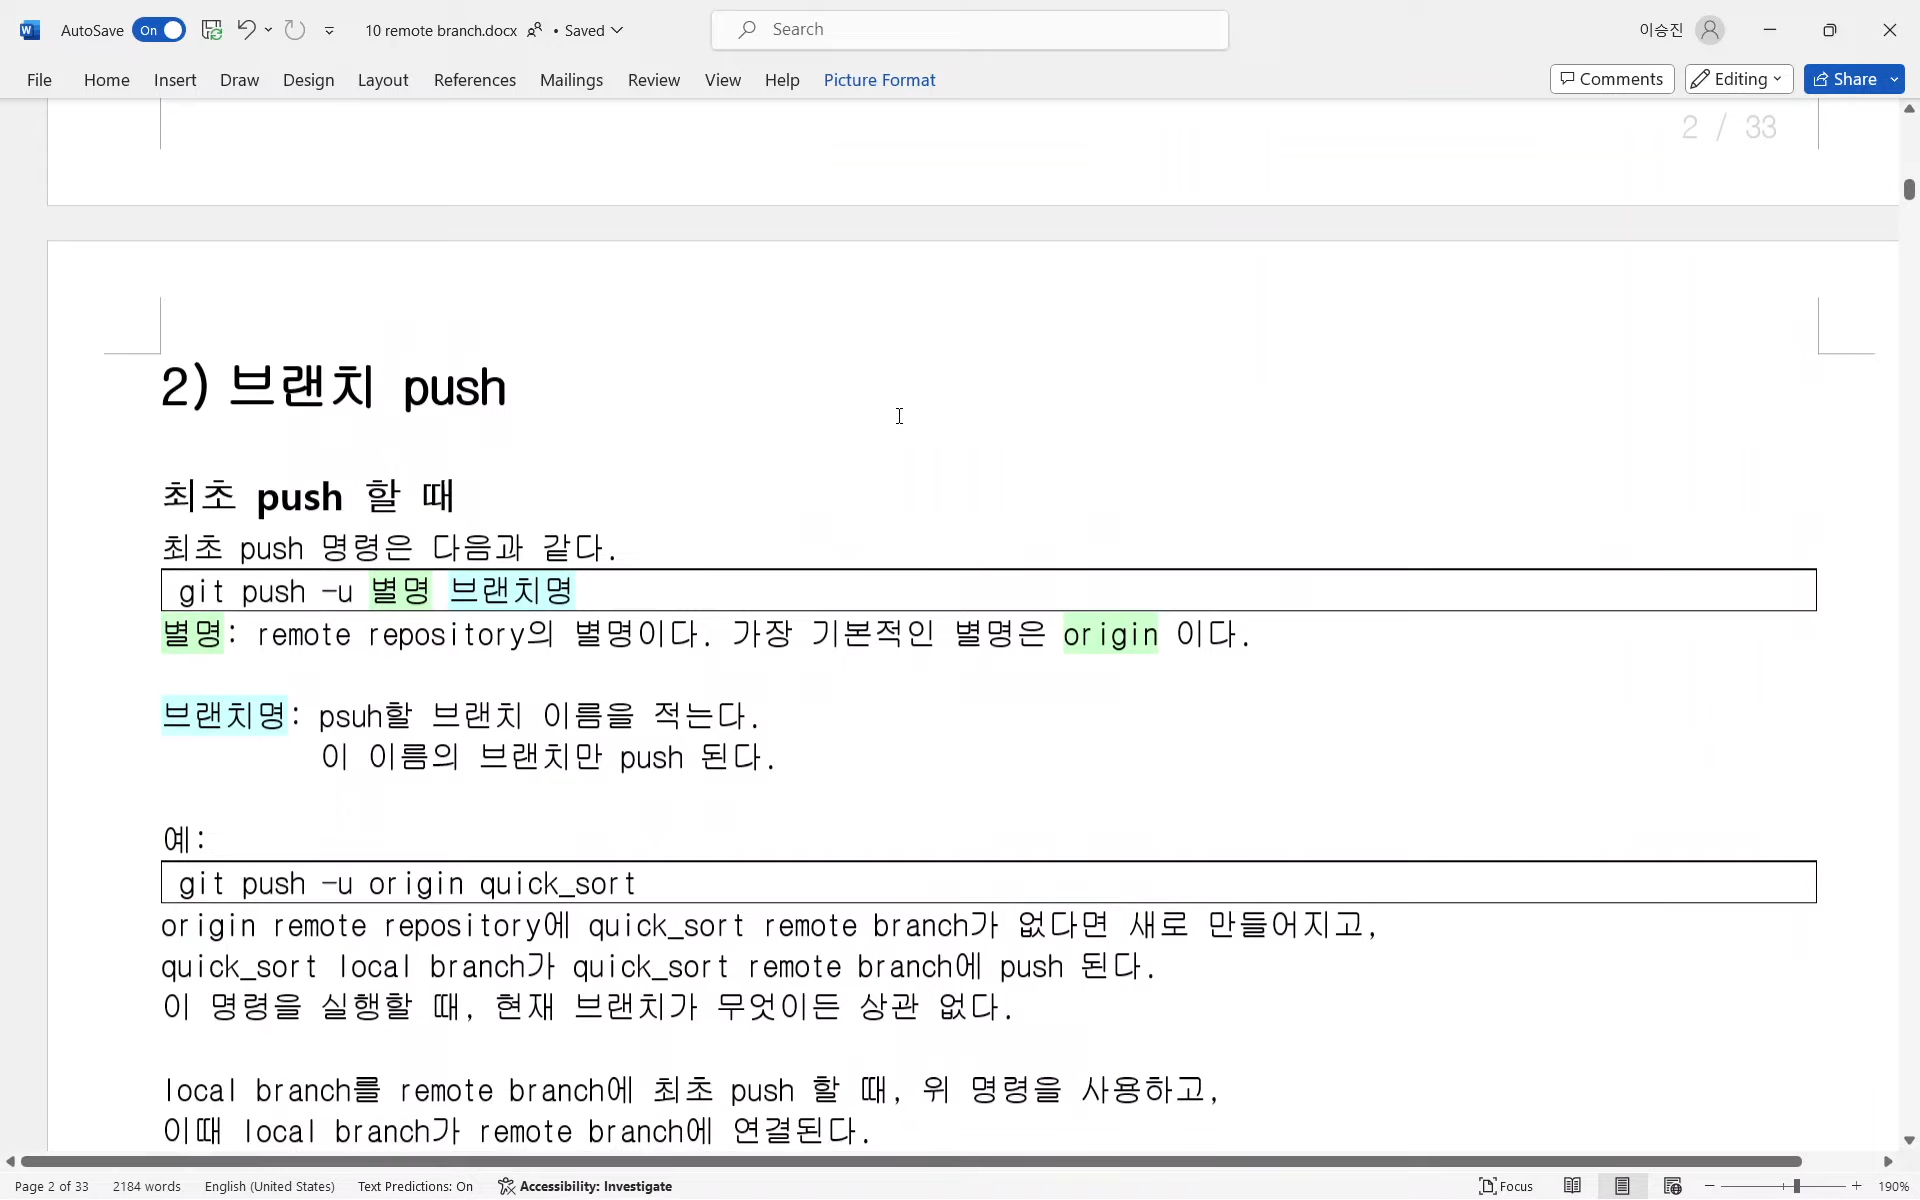 AutoSave On 10 remote branch.docx • Saved Search 이승진
File Home Insert Draw Design Layout References Mailings Review View Help Picture Format Comments Editing Share
2 / 33
2) 브랜치 push
최초 push 할 때
최초 push 명령은 다음과 같다.
git push -u 별명 브랜치명
별명: remote repository의 별명이다. 가장 기본적인 별명은 origin 이다.
브랜치명: psuh할 브랜치 이름을 적는다.
이 이름의 브랜치만 push 된다.
예:
git push -u origin quick_sort
origin remote repository에 quick_sort remote branch가 없다면 새로 만들어지고,
quick_sort local branch가 quick_sort remote branch에 push 된다.
이 명령을 실행할 때, 현재 브랜치가 무엇이든 상관 없다.
local branch를 remote branch에 최초 push 할 때, 위 명령을 사용하고,
이때 local branch가 remote branch에 연결된다.
Page 2 of 33 2184 words English (United States) Text Predictions: On Accessibility: Investigate Focus 190%